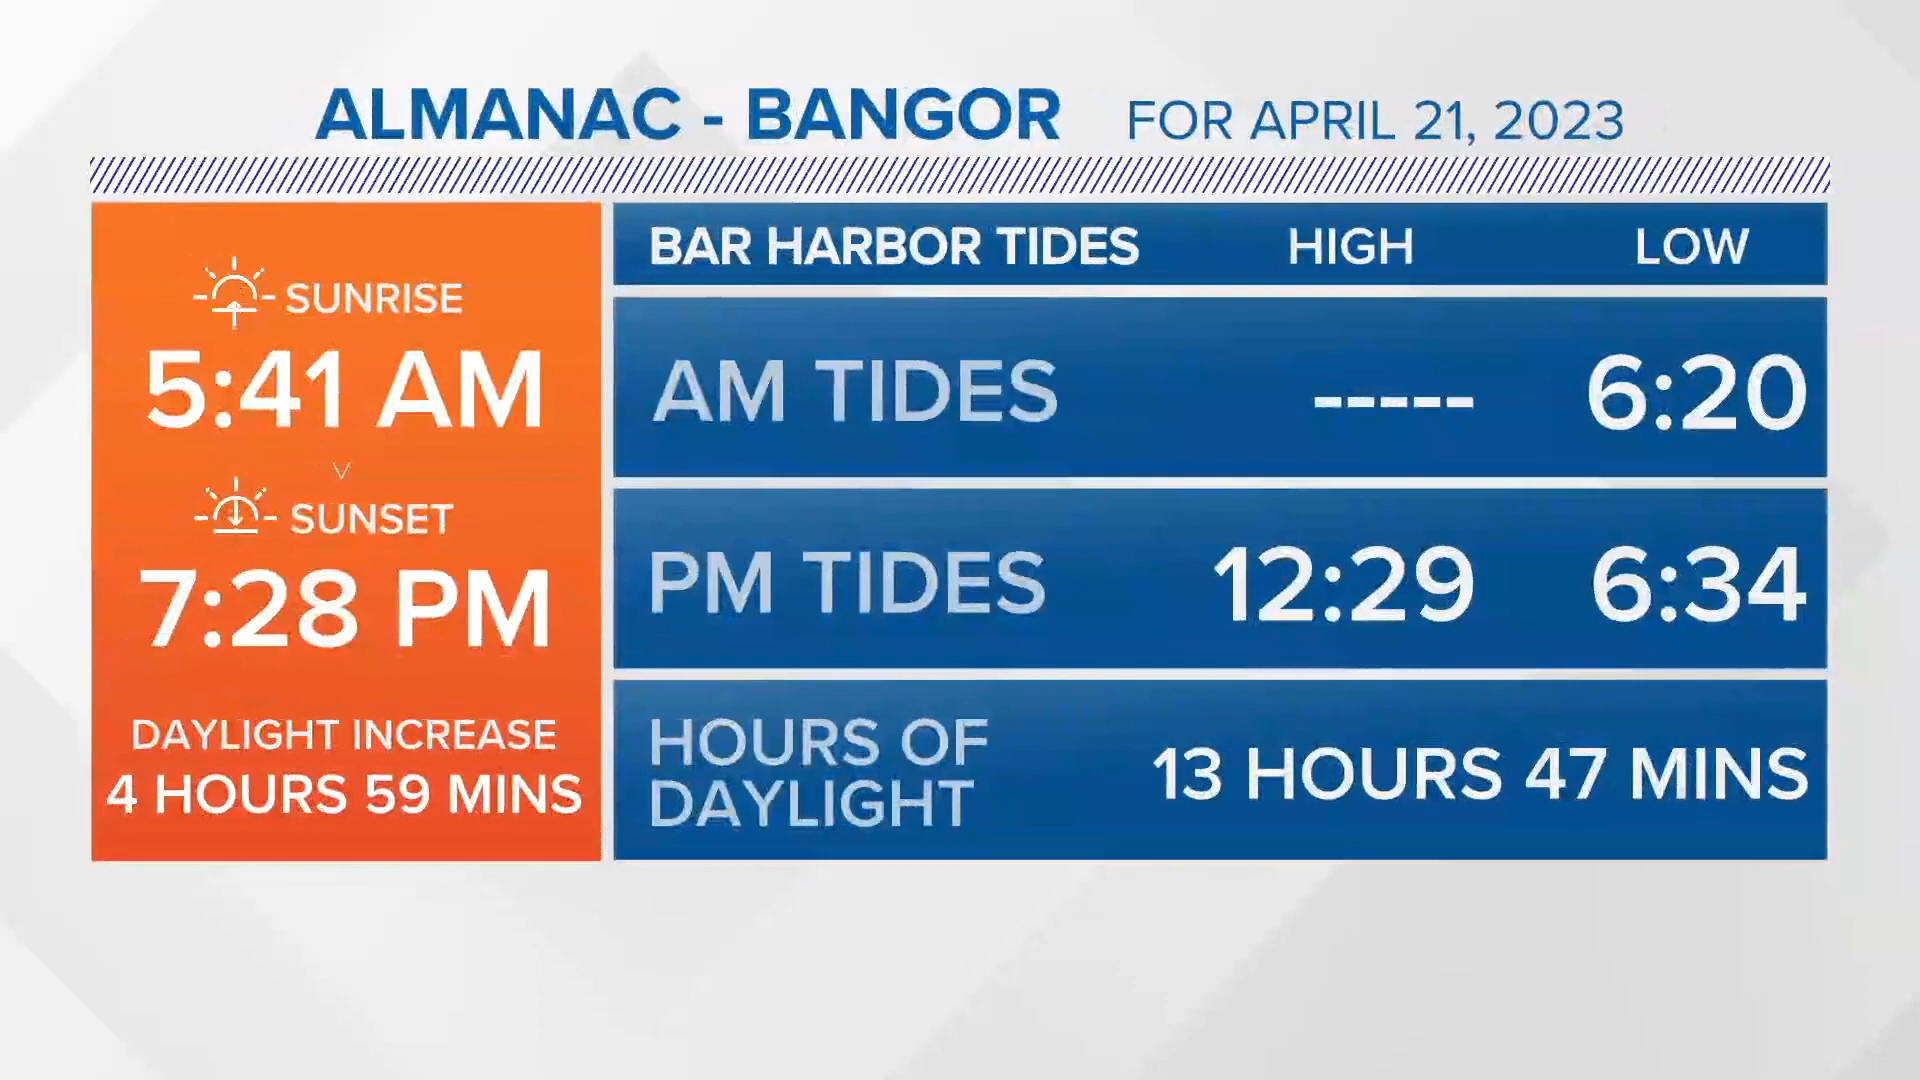 ALMANAC - BANGOR FOR APRIL 21, 2023
SUNRISE
5:41 AM
SUNSET
7:28 PM
DAYLIGHT INCREASE
4 HOURS 59 MINS
BAR HARBOR TIDES HIGH LOW
AM TIDES ----- 6:20
PM TIDES 12:29 6:34
HOURS OF
DAYLIGHT
13 HOURS 47 MINS